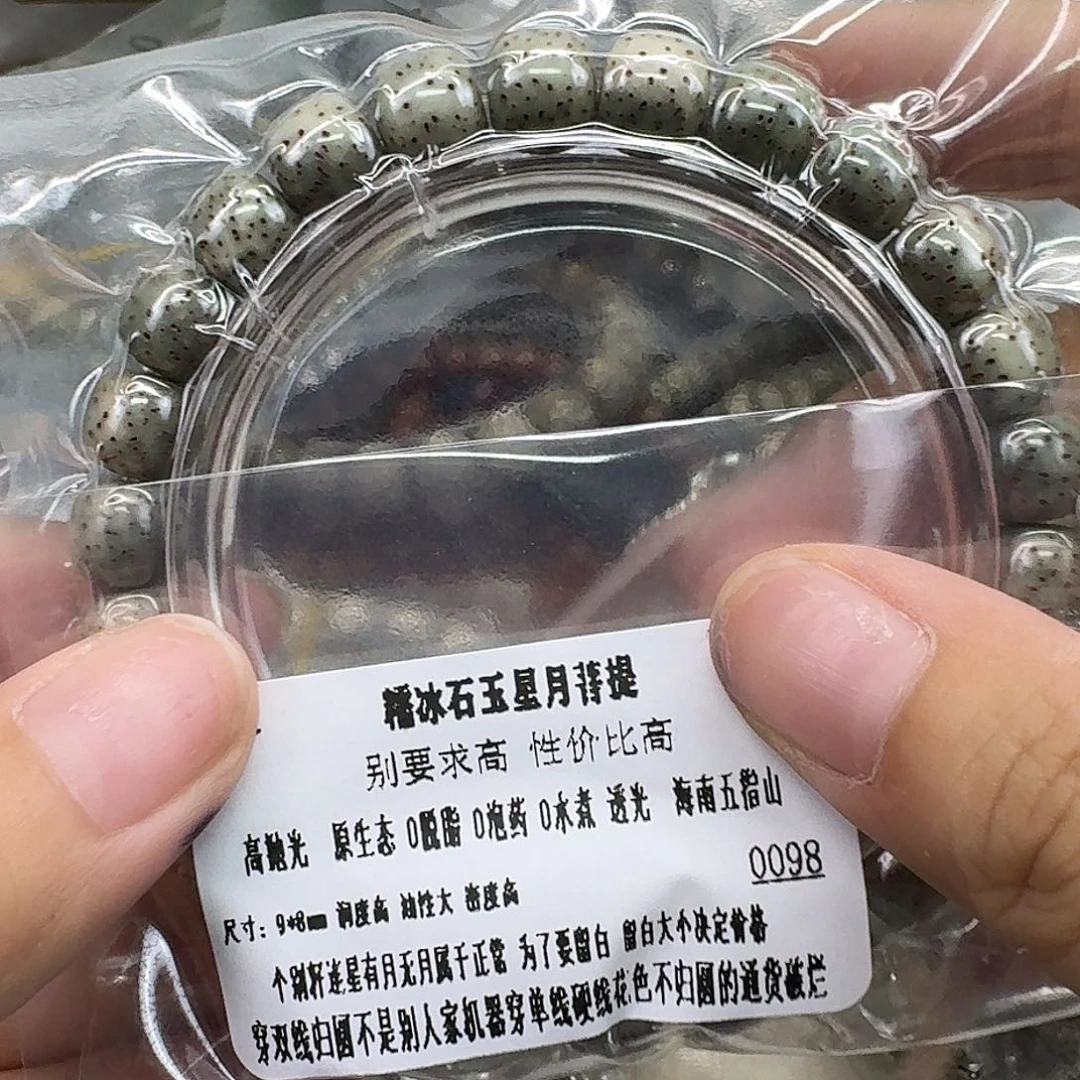 糯冰石玉星月菩提
别要求高 性价比高
高抛光 原生态 0脱脂 0泡药 0水煮 透光 海南五指山
0098
尺寸：9*8mm 润度高 油性大 密度高
个别籽连星有月无月属于正常 为了要留白 留白大小决定价格
穿双线归圆不是别人家机器穿单线硬线花色不归圆的通货破烂